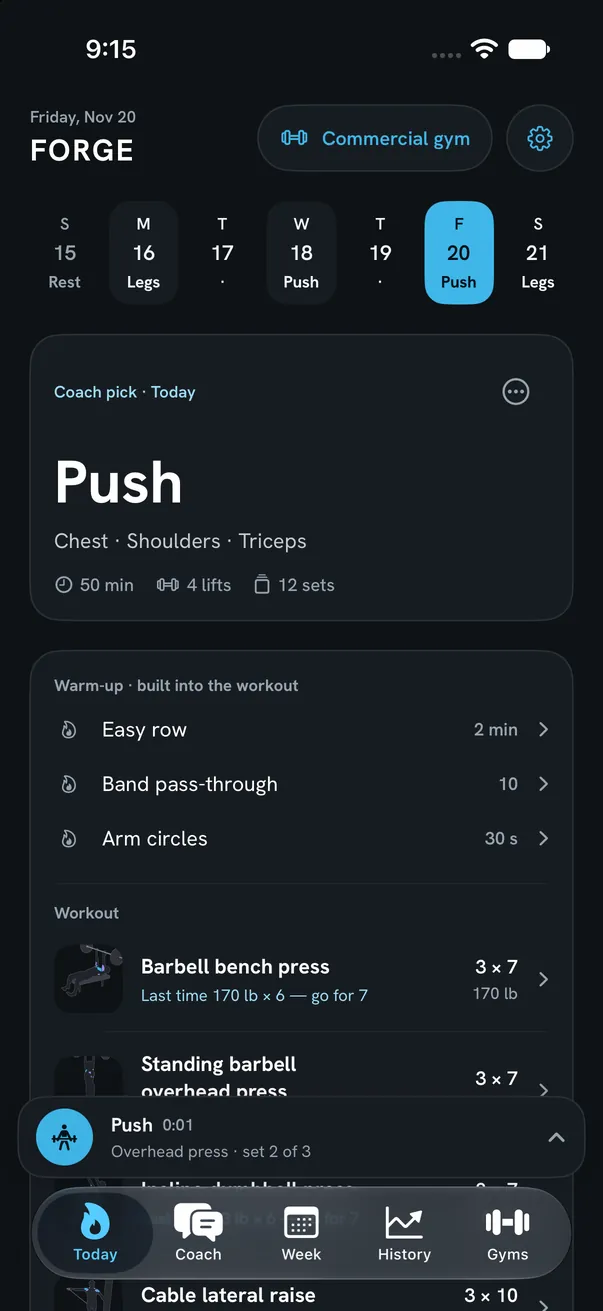 9:15
Friday, Nov 20
FORGE
Commercial gym
S M T W T F S
15 16 17 18 19 20 21
Rest Legs · Push · Push Legs
Coach pick · Today
Push
Chest · Shoulders · Triceps
50 min 4 lifts 12 sets
Warm-up · built into the workout
Easy row 2 min
Band pass-through 10
Arm circles 30 s
Workout
Barbell bench press 3 × 7
Last time 170 lb × 6 — go for 7 170 lb
Standing barbell
overhead press 3 × 7
Push 0:01
Overhead press · set 2 of 3
Today Coach Week History Gyms
Cable lateral raise 3 × 10